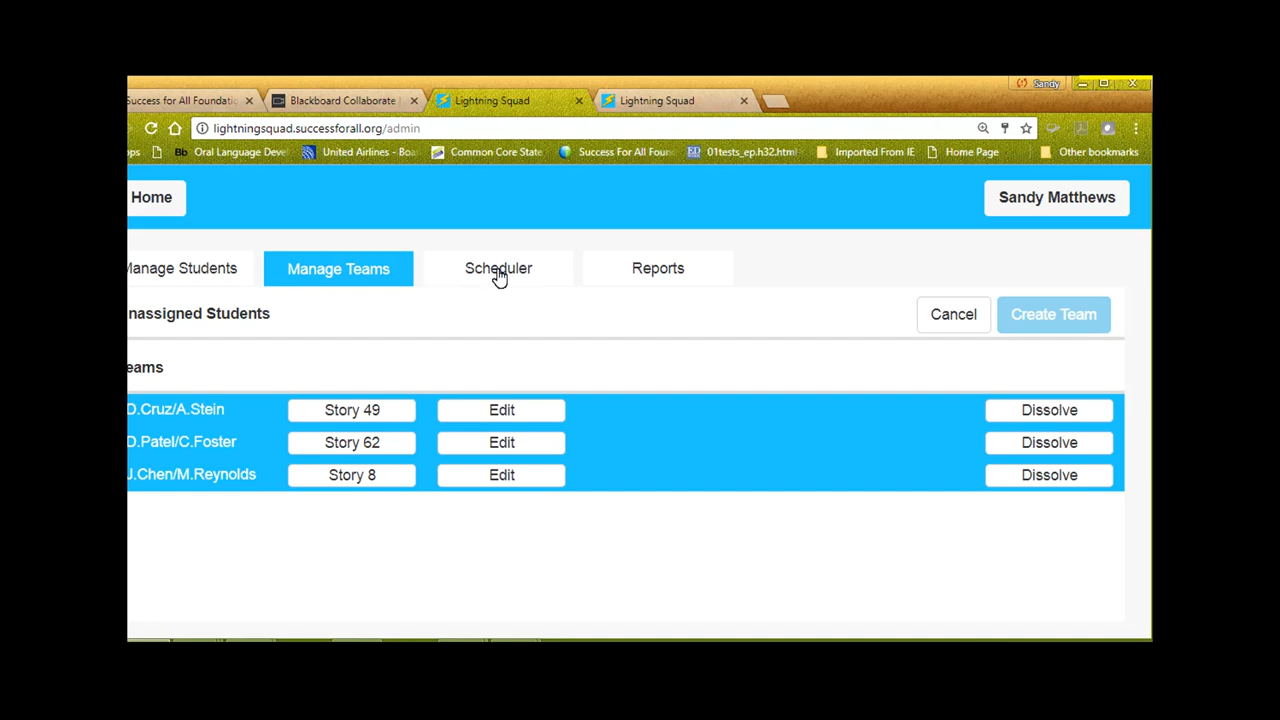 Sandy
Success for All Foundatio
Blackboard Collaborate
Lightning Squad
Lightning Squad
lightningsquad.successforall.org/admin
ops
Bb Oral Language Deve
United Airlines - Boa
Common Core State
Success For All Foun
ED 01tests_ep.h32.html
Imported From IE
Home Page
Other bookmarks
Home
Sandy Matthews
Manage Students
Manage Teams
Scheduler
Reports
nassigned Students
Cancel
Create Team
eams
D.Cruz/A.Stein
Story 49
Edit
Dissolve
D.Patel/C.Foster
Story 62
Edit
Dissolve
J.Chen/M.Reynolds
Story 8
Edit
Dissolve